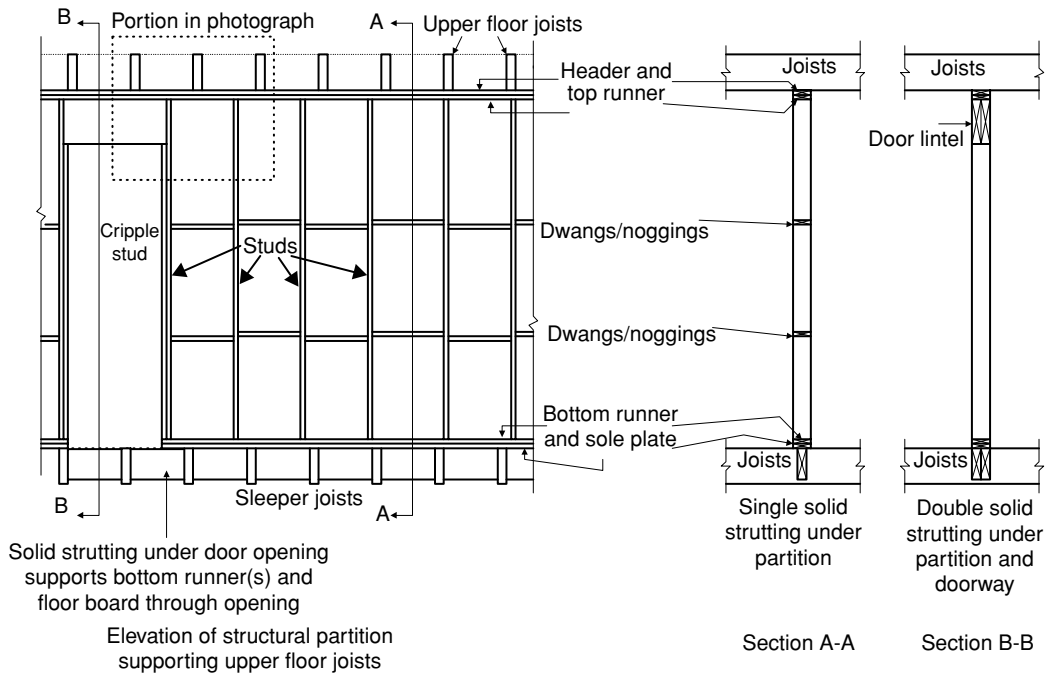 B
Portion in photograph
A
Upper floor joists
Header and
top runner
Joists
Joists
Door lintel
Cripple
stud
Studs
Dwangs/noggings
Dwangs/noggings
Bottom runner
and sole plate
Joists
Joists
B
Sleeper joists
A
Solid strutting under door opening
supports bottom runner(s) and
floor board through opening
Single solid
strutting under
partition
Double solid
strutting under
partition and
doorway
Elevation of structural partition
supporting upper floor joists
Section A-A
Section B-B